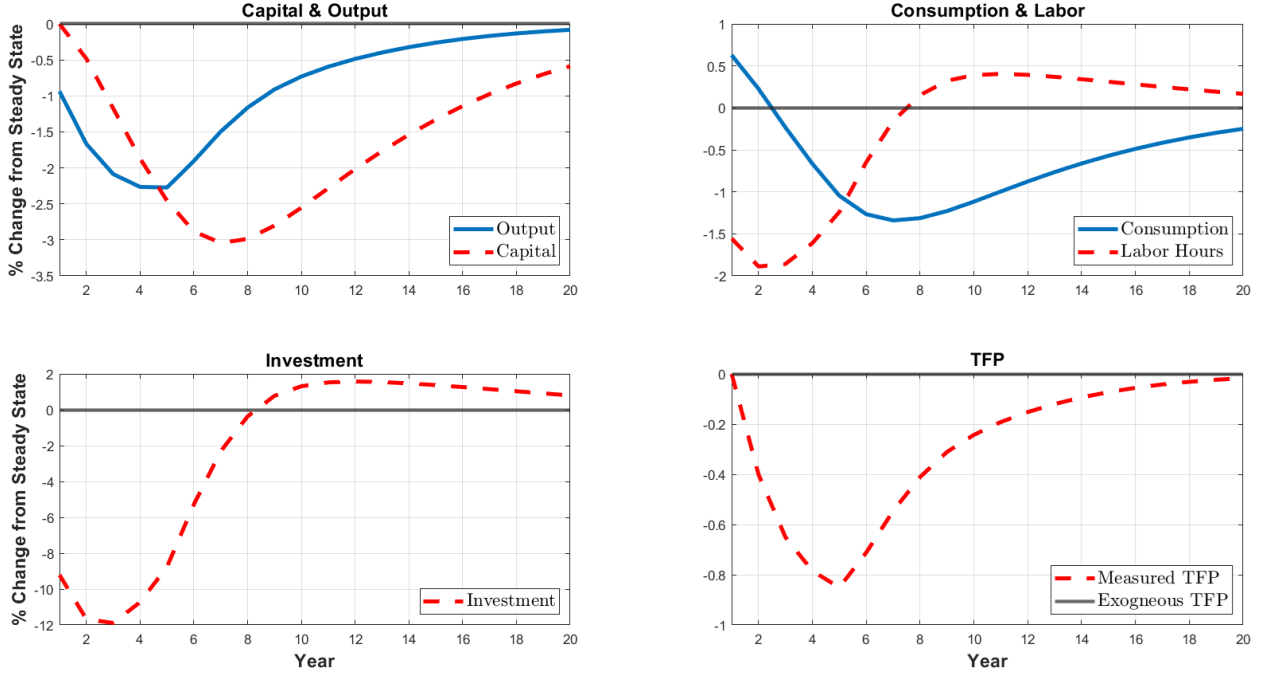 Capital & Output
% Change from Steady State
0
-0.5
-1
-1.5
-2
-2.5
-3
-3.5
2 4 6 8 10 12 14 16 18 20
Output
Capital
Consumption & Labor
1
0.5
0
-0.5
-1
-1.5
-2
2 4 6 8 10 12 14 16 18 20
Consumption
Labor Hours
Investment
% Change from Steady State
2
0
-2
-4
-6
-8
-10
-12
2 4 6 8 10 12 14 16 18 20
Year
Investment
TFP
0
-0.2
-0.4
-0.6
-0.8
-1
2 4 6 8 10 12 14 16 18 20
Year
Measured TFP
Exogneous TFP